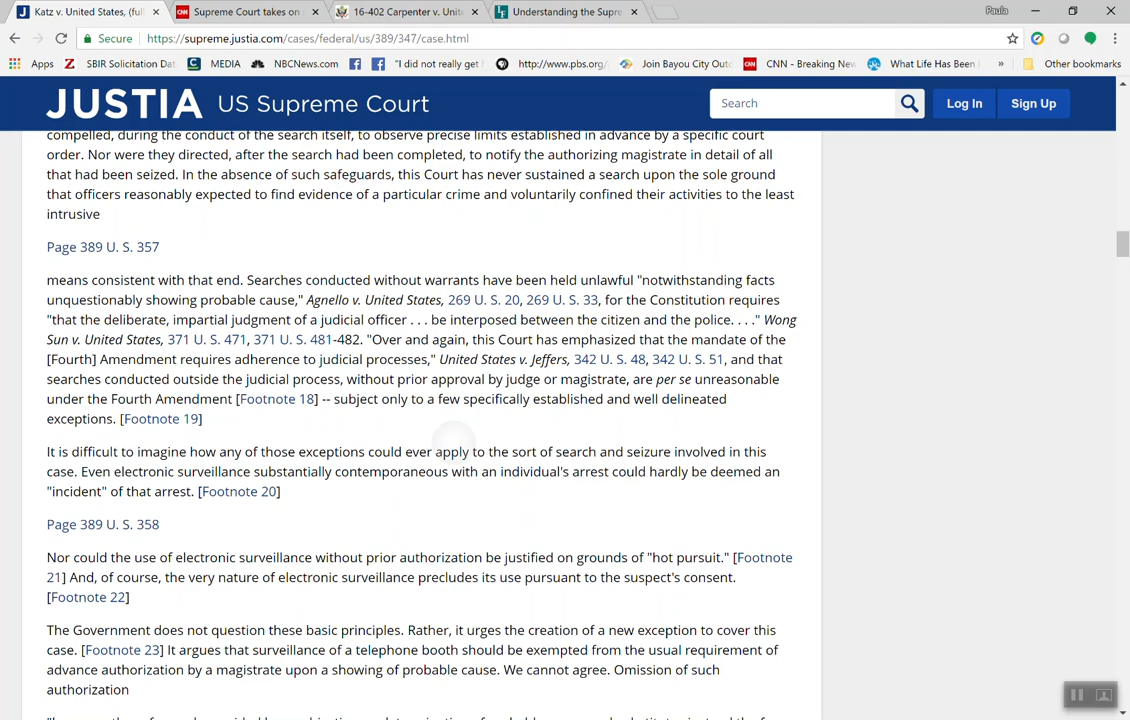 Katz v. United States, (full
Supreme Court takes on
16-402 Carpenter v. Unite
Understanding the Supre
Paula
Secure
https://supreme.justia.com/cases/federal/us/389/347/case.html
Apps
SBIR Solicitation Dat
MEDIA
NBCNews.com
"I did not really get
http://www.pbs.org/
Join Bayou City Out
CNN - Breaking New
What Life Has Been
»
Other bookmarks
JUSTIA US Supreme Court
Search
Log In
Sign Up
compelled, during the conduct of the search itself, to observe precise limits established in advance by a specific court
order. Nor were they directed, after the search had been completed, to notify the authorizing magistrate in detail of all
that had been seized. In the absence of such safeguards, this Court has never sustained a search upon the sole ground
that officers reasonably expected to find evidence of a particular crime and voluntarily confined their activities to the least
intrusive
Page 389 U. S. 357
means consistent with that end. Searches conducted without warrants have been held unlawful "notwithstanding facts
unquestionably showing probable cause," Agnello v. United States, 269 U. S. 20, 269 U. S. 33, for the Constitution requires
"that the deliberate, impartial judgment of a judicial officer . . . be interposed between the citizen and the police. . . ." Wong
Sun v. United States, 371 U. S. 471, 371 U. S. 481-482. "Over and again, this Court has emphasized that the mandate of the
[Fourth] Amendment requires adherence to judicial processes," United States v. Jeffers, 342 U. S. 48, 342 U. S. 51, and that
searches conducted outside the judicial process, without prior approval by judge or magistrate, are per se unreasonable
under the Fourth Amendment [Footnote 18] -- subject only to a few specifically established and well delineated
exceptions. [Footnote 19]
It is difficult to imagine how any of those exceptions could ever apply to the sort of search and seizure involved in this
case. Even electronic surveillance substantially contemporaneous with an individual's arrest could hardly be deemed an
"incident" of that arrest. [Footnote 20]
Page 389 U. S. 358
Nor could the use of electronic surveillance without prior authorization be justified on grounds of "hot pursuit." [Footnote
21] And, of course, the very nature of electronic surveillance precludes its use pursuant to the suspect's consent.
[Footnote 22]
The Government does not question these basic principles. Rather, it urges the creation of a new exception to cover this
case. [Footnote 23] It argues that surveillance of a telephone booth should be exempted from the usual requirement of
advance authorization by a magistrate upon a showing of probable cause. We cannot agree. Omission of such
authorization